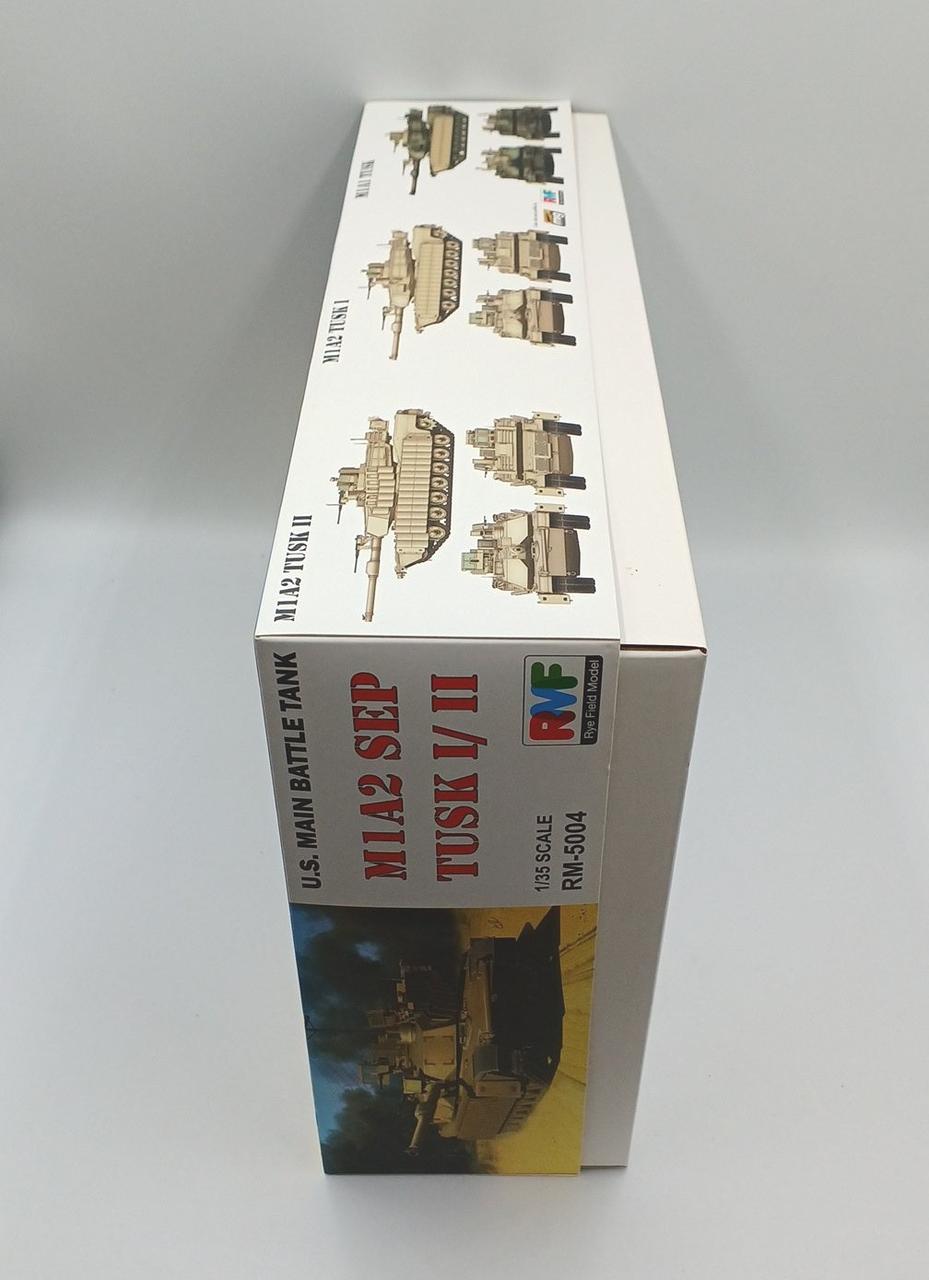 M1A1 TUSK
M1A2 TUSK I
M1A2 TUSK II
U.S. MAIN BATTLE TANK
M1A2 SEP
TUSK I/ II
1/35 SCALE
RM-5004
RMF
Rye Field Model